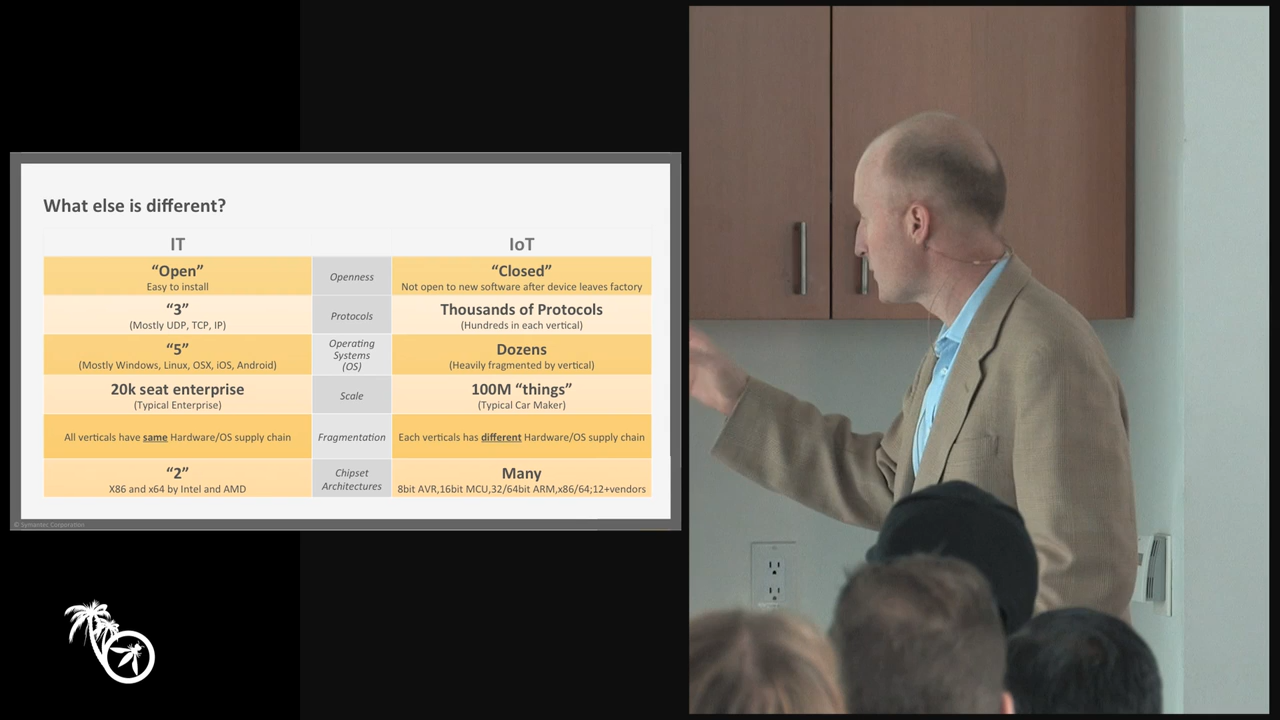 What else is different?
IT
IoT
“Open”
Easy to install
Openness
“Closed”
Not open to new software after device leaves factory
“3”
(Mostly UDP, TCP, IP)
Protocols
Thousands of Protocols
(Hundreds in each vertical)
“5”
(Mostly Windows, Linux, OSX, iOS, Android)
Operating
Systems
(OS)
Dozens
(Heavily fragmented by vertical)
20k seat enterprise
(Typical Enterprise)
Scale
100M “things”
(Typical Car Maker)
All verticals have same Hardware/OS supply chain
Fragmentation
Each verticals has different Hardware/OS supply chain
“2”
X86 and x64 by Intel and AMD
Chipset
Architectures
Many
8bit AVR,16bit MCU,32/64bit ARM,x86/64;12+vendors
© Symantec Corporation